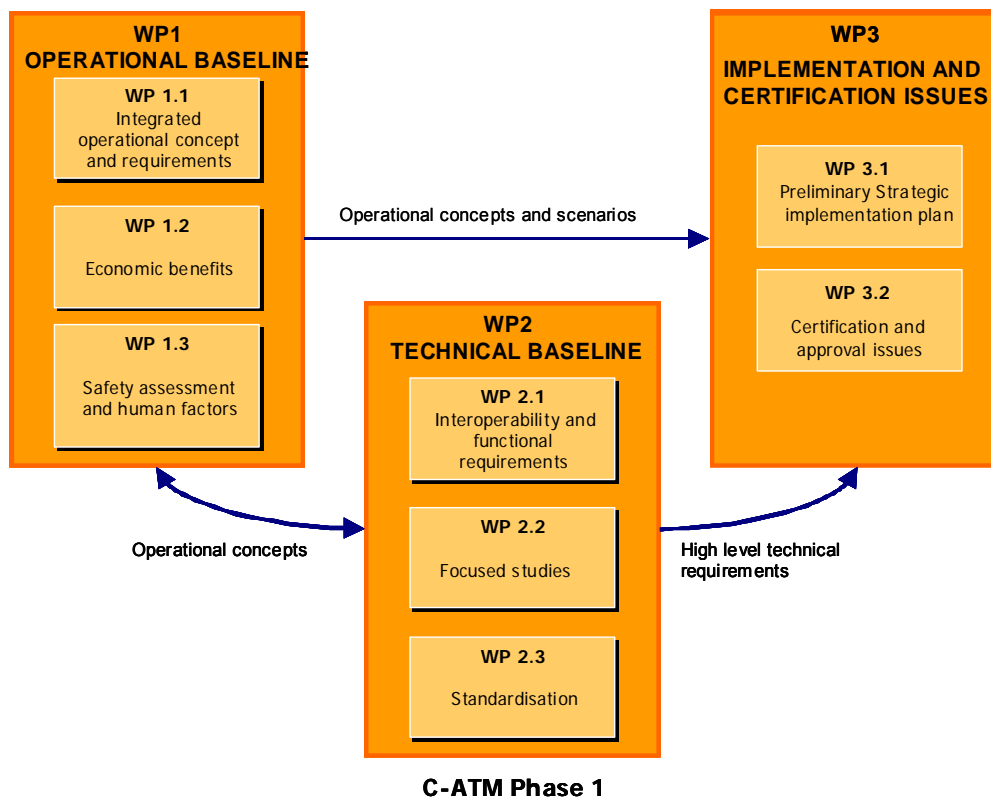 WP1
OPERATIONAL BASELINE
WP 1.1
Integrated
operational concept
and requirements
WP 1.2
Economic benefits
WP 1.3
Safety assessment
and human factors
Operational concepts and scenarios
WP3
IMPLEMENTATION AND
CERTIFICATION ISSUES
WP 3.1
Preliminary Strategic
implementation plan
WP 3.2
Certification and
approval issues
WP2
TECHNICAL BASELINE
WP 2.1
Interoperability and
functional
requirements
WP 2.2
Focused studies
WP 2.3
Standardisation
Operational concepts
High level technical
requirements
C-ATM Phase 1